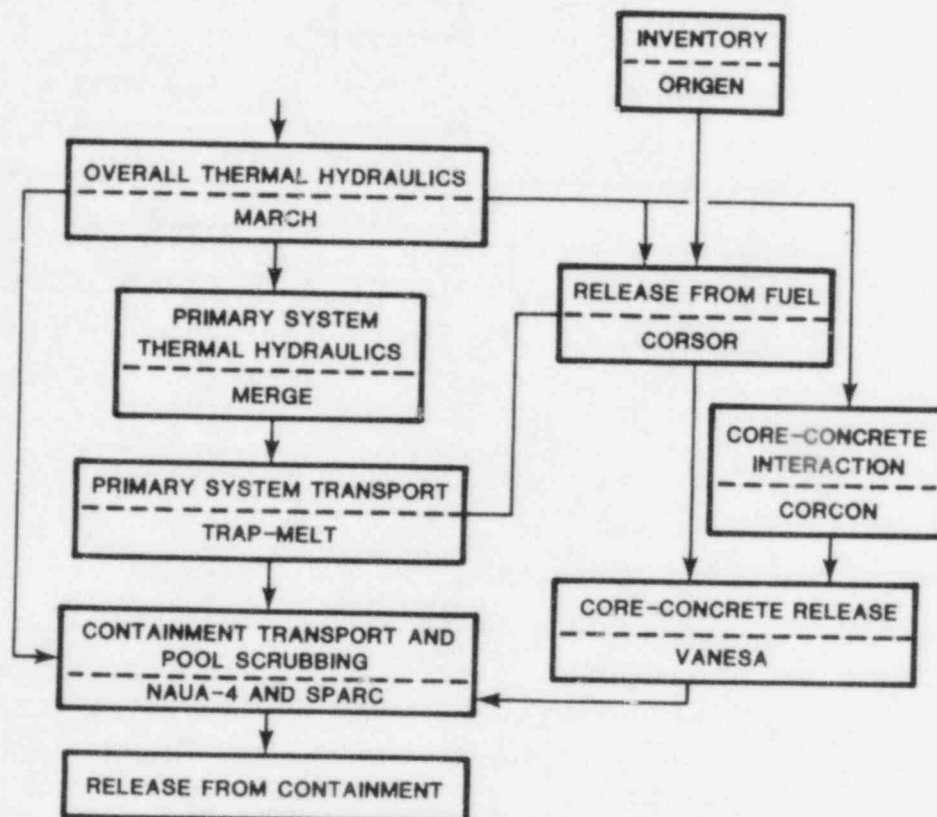 INVENTORY
ORIGEN
OVERALL THERMAL HYDRAULICS
MARCH
RELEASE FROM FUEL
CORSOR
PRIMARY SYSTEM
THERMAL HYDRAULICS
MERGE
CORE-CONCRETE
INTERACTION
CORCON
PRIMARY SYSTEM TRANSPORT
TRAP-MELT
CORE-CONCRETE RELEASE
VANESA
CONTAINMENT TRANSPORT AND
POOL SCRUBBING
NAUA-4 AND SPARC
RELEASE FROM CONTAINMENT